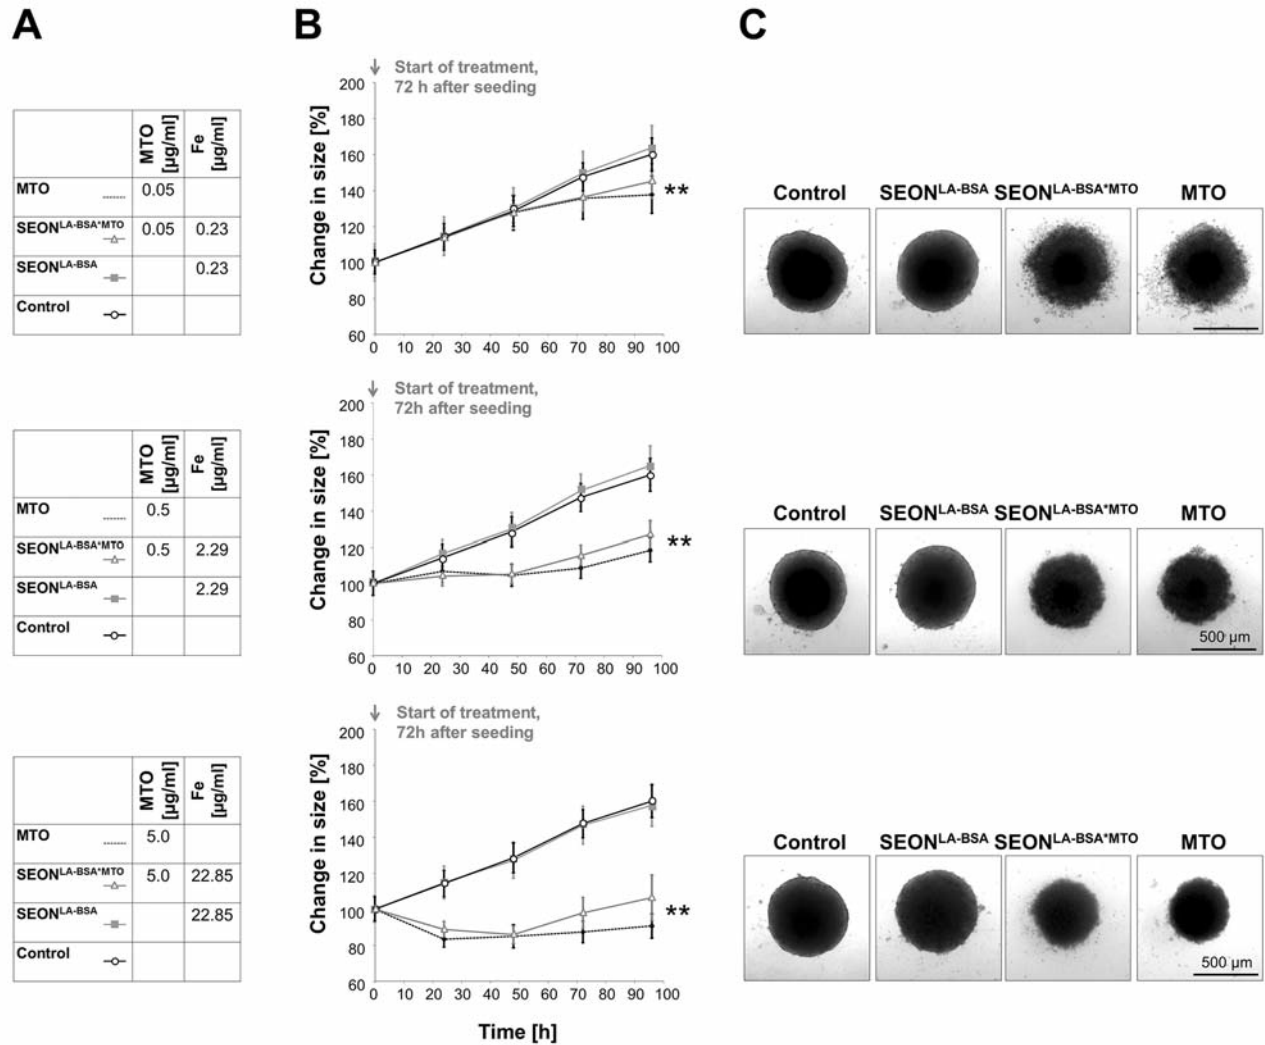 A
B
C
MTO [µg/ml]
Fe [µg/ml]
MTO 0.05
SEONLA-BSA*MTO 0.05 0.23
SEONLA-BSA 0.23
Control
Start of treatment,
72 h after seeding
Change in size [%]
200
180
160
140
120
100
80
60
**
0 10 20 30 40 50 60 70 80 90 100
Control SEONLA-BSA SEONLA-BSA*MTO MTO
MTO [µg/ml]
Fe [µg/ml]
MTO 0.5
SEONLA-BSA*MTO 0.5 2.29
SEONLA-BSA 2.29
Control
Start of treatment,
72h after seeding
Change in size [%]
200
180
160
140
120
100
80
60
**
0 10 20 30 40 50 60 70 80 90 100
Control SEONLA-BSA SEONLA-BSA*MTO MTO
500 µm
MTO [µg/ml]
Fe [µg/ml]
MTO 5.0
SEONLA-BSA*MTO 5.0 22.85
SEONLA-BSA 22.85
Control
Start of treatment,
72h after seeding
Change in size [%]
200
180
160
140
120
100
80
60
**
0 10 20 30 40 50 60 70 80 90 100
Time [h]
Control SEONLA-BSA SEONLA-BSA*MTO MTO
500 µm